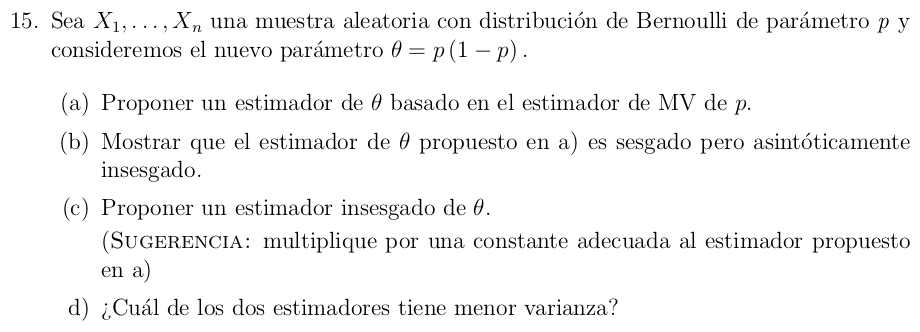 15. Sea X₁, . . . , Xₙ una muestra aleatoria con distribución de Bernoulli de parámetro p y
consideremos el nuevo parámetro θ = p (1 − p) .
(a) Proponer un estimador de θ basado en el estimador de MV de p.
(b) Mostrar que el estimador de θ propuesto en a) es sesgado pero asintóticamente
insesgado.
(c) Proponer un estimador insesgado de θ.
(SUGERENCIA: multiplique por una constante adecuada al estimador propuesto
en a)
d) ¿Cuál de los dos estimadores tiene menor varianza?